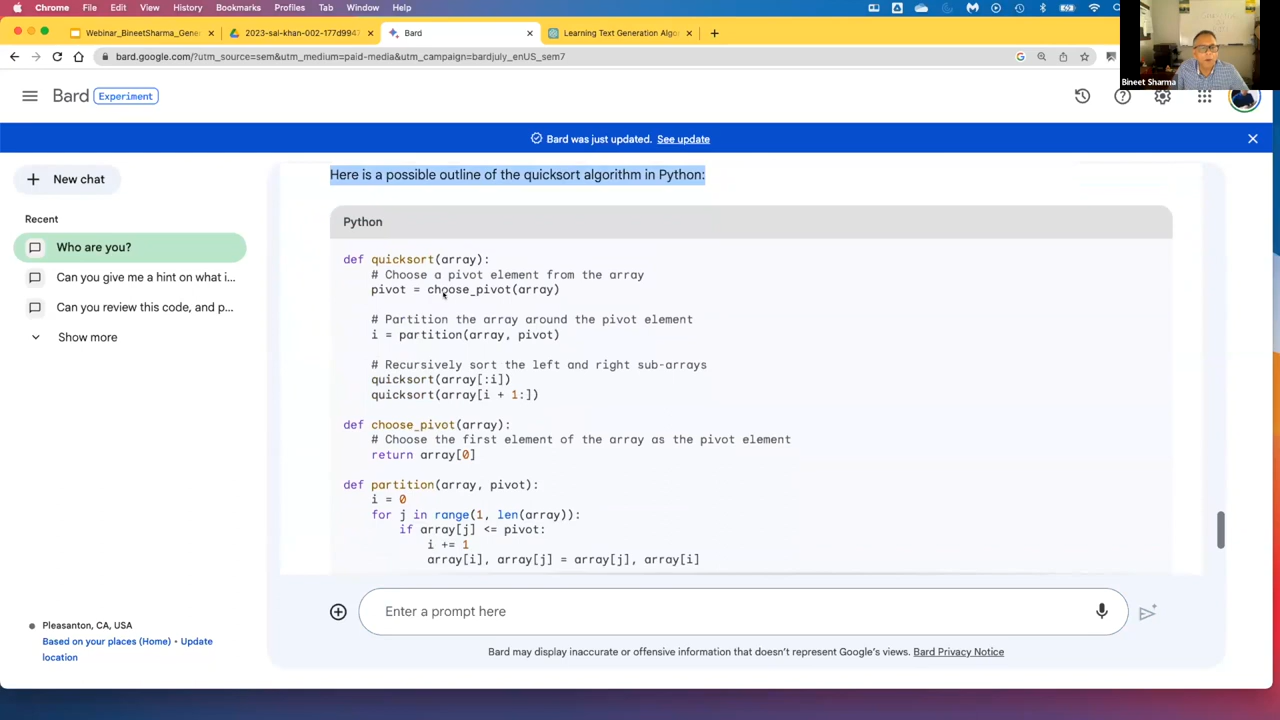 Chrome File Edit View History Bookmarks Profiles Tab Window Help
Webinar_BineetSharma_Gene
2023-sal-khan-002-177d9947
Bard
Learning Text Generation Algo
bard.google.com/?utm_source=sem&utm_medium=paid-media&utm_campaign=bardjuly_enUS_sem7
Bineet Sharma
Bard Experiment
Bard was just updated. See update
New chat
Recent
Who are you?
Can you give me a hint on what i...
Can you review this code, and p...
Show more
Pleasanton, CA, USA
Based on your places (Home) • Update
location
Here is a possible outline of the quicksort algorithm in Python:
Python
def quicksort(array):
# Choose a pivot element from the array
pivot = choose_pivot(array)
# Partition the array around the pivot element
i = partition(array, pivot)
# Recursively sort the left and right sub-arrays
quicksort(array[:i])
quicksort(array[i + 1:])
def choose_pivot(array):
# Choose the first element of the array as the pivot element
return array[0]
def partition(array, pivot):
i = 0
for j in range(1, len(array)):
if array[j] <= pivot:
i += 1
array[i], array[j] = array[j], array[i]
Enter a prompt here
Bard may display inaccurate or offensive information that doesn't represent Google's views. Bard Privacy Notice